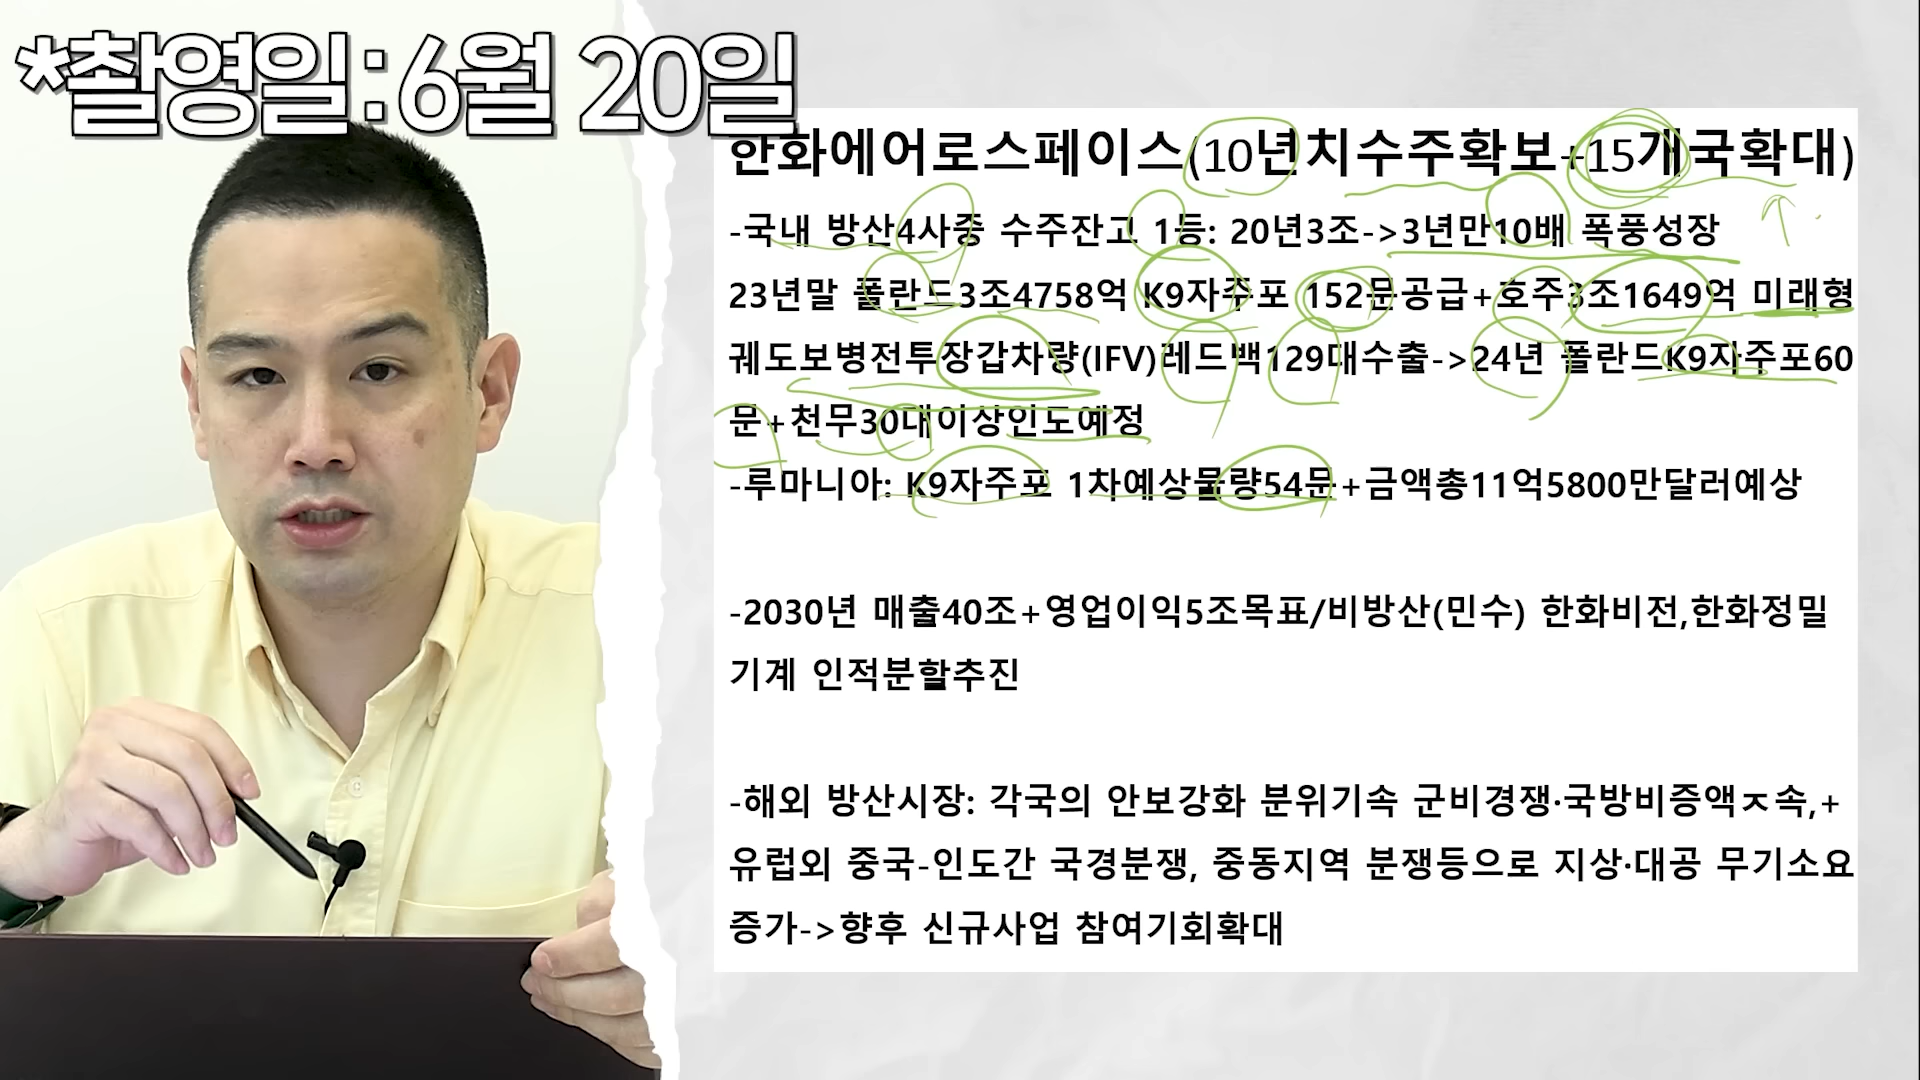 *촬영일:6월 20일
한화에어로스페이스(10년치수주확보+15개국확대)
-국내 방산4사중 수주잔고 1등: 20년3조->3년만10배 폭풍성장
23년말 폴란드3조4758억 K9자주포 152문공급+호주3조1649억 미래형
궤도보병전투장갑차량(IFV)레드백129대수출->24년 폴란드K9자주포60
문+천무30대이상인도예정
-루마니아: K9자주포 1차예상물량54문+금액총11억5800만달러예상
-2030년 매출40조+영업이익5조목표/비방산(민수) 한화비전,한화정밀
기계 인적분할추진
-해외 방산시장: 각국의 안보강화 분위기속 군비경쟁·국방비증액ㅈ속,+
유럽외 중국-인도간 국경분쟁, 중동지역 분쟁등으로 지상·대공 무기소요
증가->향후 신규사업 참여기회확대